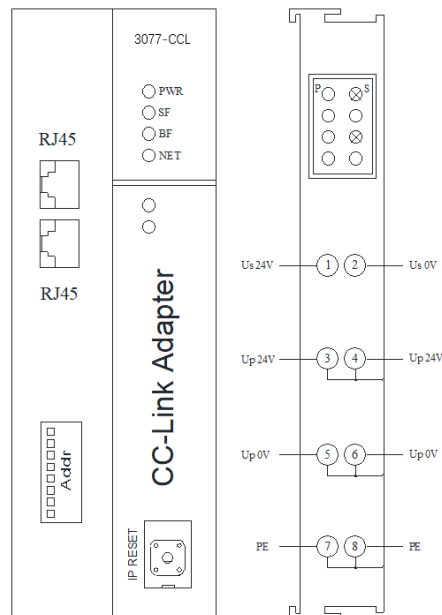 3077-CCL
PWR
SF
BF
NET
RJ45
RJ45
Addr
CC-Link Adapter
IP RESET
P S
Us 24V 1 2 Us 0V
Up 24V 3 4 Up 24V
Up 0V 5 6 Up 0V
PE 7 8 PE